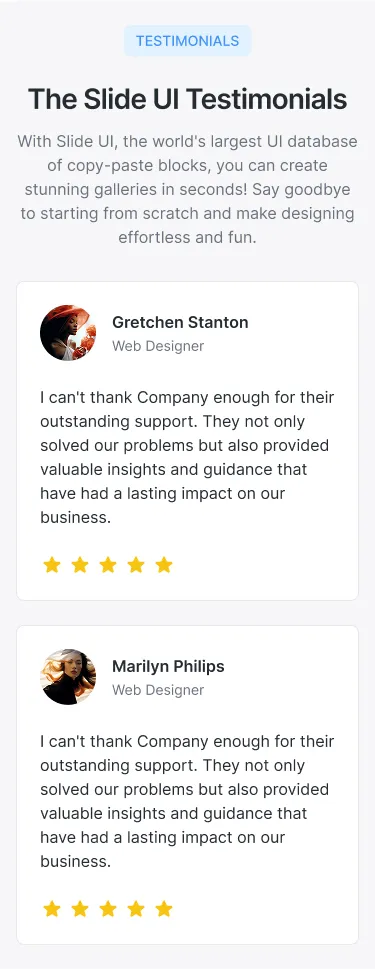 TESTIMONIALS
The Slide UI Testimonials
With Slide UI, the world's largest UI database
of copy-paste blocks, you can create
stunning galleries in seconds! Say goodbye
to starting from scratch and make designing
effortless and fun.
Gretchen Stanton
Web Designer
I can't thank Company enough for their
outstanding support. They not only
solved our problems but also provided
valuable insights and guidance that
have had a lasting impact on our
business.
Marilyn Philips
Web Designer
I can't thank Company enough for their
outstanding support. They not only
solved our problems but also provided
valuable insights and guidance that
have had a lasting impact on our
business.